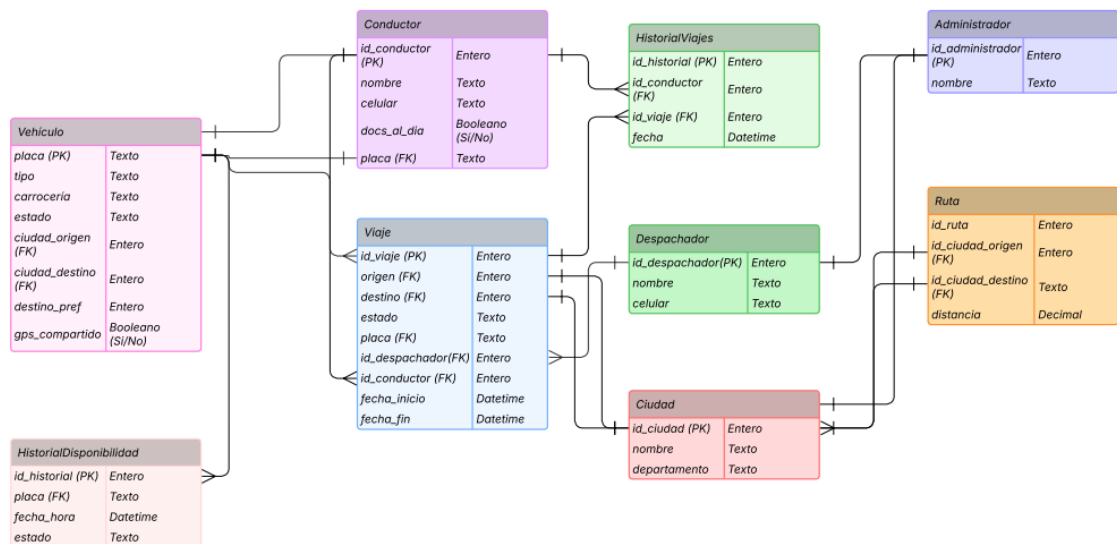 Conductor
id_conductor (PK) Entero
nombre Texto
celular Texto
docs_al_dia Booleano (Si/No)
placa (FK) Texto
HistorialViajes
id_historial (PK) Entero
id_conductor (FK) Entero
id_viaje (FK) Entero
fecha Datetime
Administrador
id_administrador (PK) Entero
nombre Texto
Vehículo
placa (PK) Texto
tipo Texto
carrocería Texto
estado Texto
ciudad_origen (FK) Entero
ciudad_destino (FK) Entero
destino_pref Entero
gps_compartido Booleano (Si/No)
Viaje
id_viaje (PK) Entero
origen (FK) Entero
destino (FK) Entero
estado Texto
placa (FK) Texto
id_despachador(FK) Entero
id_conductor (FK) Entero
fecha_inicio Datetime
fecha_fin Datetime
Despachador
id_despachador(PK) Entero
nombre Texto
celular Texto
Ruta
id_ruta Entero
id_ciudad_origen (FK) Entero
id_ciudad_destino (FK) Texto
distancia Decimal
Ciudad
id_ciudad (PK) Entero
nombre Texto
departamento Texto
HistorialDisponibilidad
id_historial (PK) Entero
placa (FK) Texto
fecha_hora Datetime
estado Texto